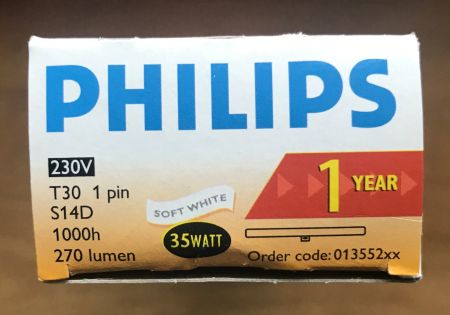 PHILIPS
230V
T30 1 pin
S14D
1000h
270 lumen
SOFT WHITE
35WATT
1 YEAR
Order code: 013552xx